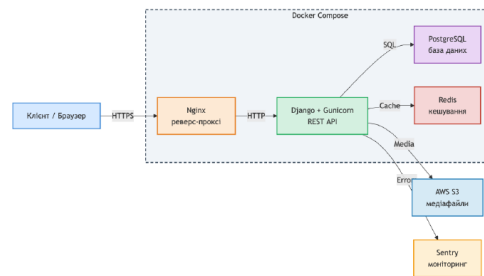 Docker Compose
PostgreSQL
база даних
SQL
Клієнт / Браузер
HTTPS
Nginx
реверс-проксі
HTTP
Django + Gunicorn
REST API
Cache
Redis
кешування
Media
Error
AWS S3
медіафайли
Sentry
моніторинг